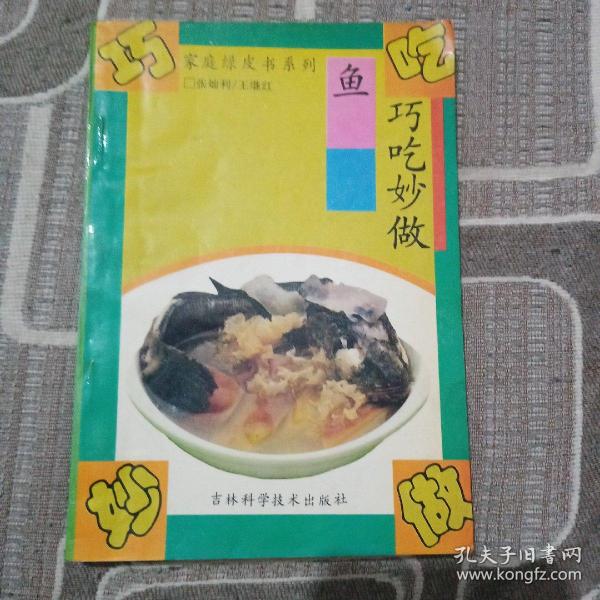 巧
吃
家庭绿皮书系列
□张灿利/王继红
鱼
巧吃妙做
吉林科学技术出版社
妙
做
孔夫子旧书网
www.kongfz.com